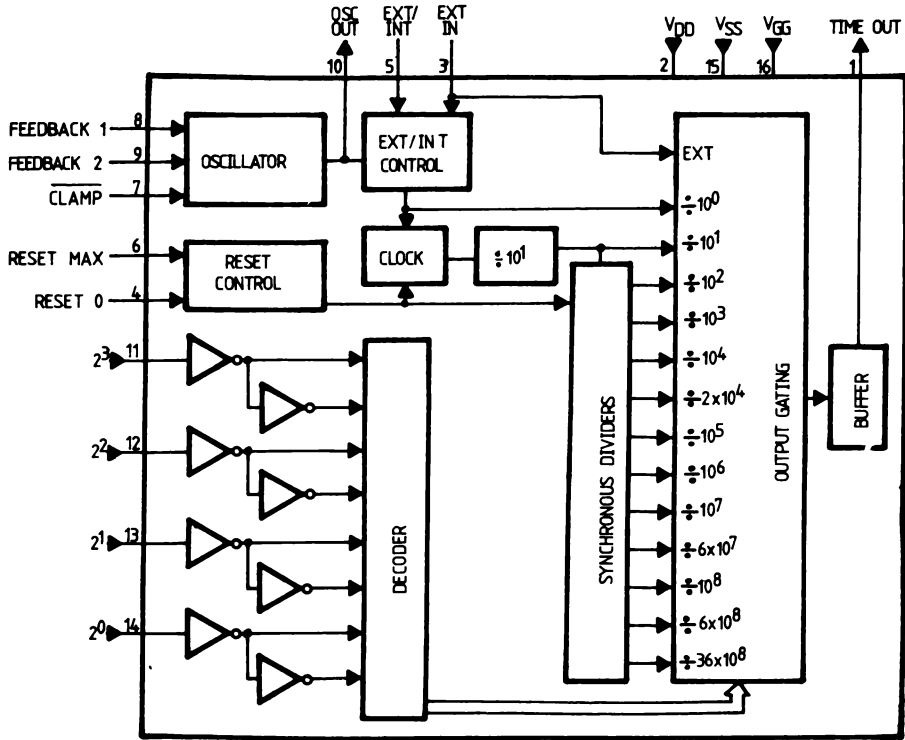 OSC OUT
EXT/ INT
EXT IN
VDD
VSS
VGG
TIME OUT
10
5
3
2
15
16
1
FEEDBACK 1
8
FEEDBACK 2
9
CLAMP
7
OSCILLATOR
EXT/INT CONTROL
EXT
÷10⁰
RESET MAX
6
RESET 0
4
RESET CONTROL
CLOCK
÷10¹
÷10¹
÷10²
÷10³
÷10⁴
÷2x10⁴
÷10⁵
÷10⁶
÷10⁷
÷6x10⁷
÷10⁸
÷6x10⁸
÷36x10⁸
2³
11
2²
12
2¹
13
2⁰
14
DECODER
SYNCHRONOUS DIVIDERS
OUTPUT GATING
BUFFER